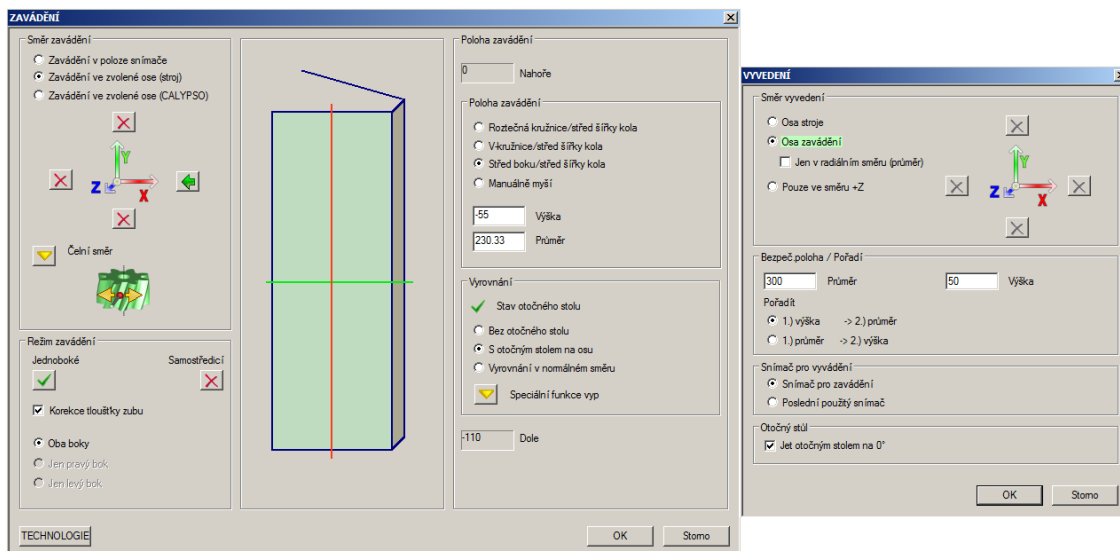 ZAVÁDĚNÍ
Směr zavádění
Zavádění v poloze snímače
Zavádění ve zvolené ose (stroj)
Zavádění ve zvolené ose (CALYPSO)
Y
Z
X
Čelní směr
Režim zavádění
Jednoboké
Samostředicí
Korekce tloušťky zubu
Oba boky
Jen pravý bok
Jen levý bok
TECHNOLOGIE
Poloha zavádění
0 Nahoře
Poloha zavádění
Roztečná kružnice/střed šířky kola
V-kružnice/střed šířky kola
Střed boku/střed šířky kola
Manuálně myší
-55 Výška
230.33 Průměr
Vyrovnání
Stav otočného stolu
Bez otočného stolu
S otočným stolem na osu
Vyrovnání v normálném směru
Speciální funkce vyp
-110 Dole
OK Storno
VYVEDENÍ
Směr vyvedení
Osa stroje
Osa zavádění
Jen v radiálním směru (průměr)
Pouze ve směru +Z
Y
Z
X
Bezpeč.poloha / Pořadí
300 Průměr 50 Výška
Pořadít
1.) výška -> 2.) průměr
1.) průměr -> 2.) výška
Snímač pro vyvádění
Snímač pro zavádění
Poslední použitý snímač
Otočný stůl
Jet otočným stolem na 0°
OK Storno